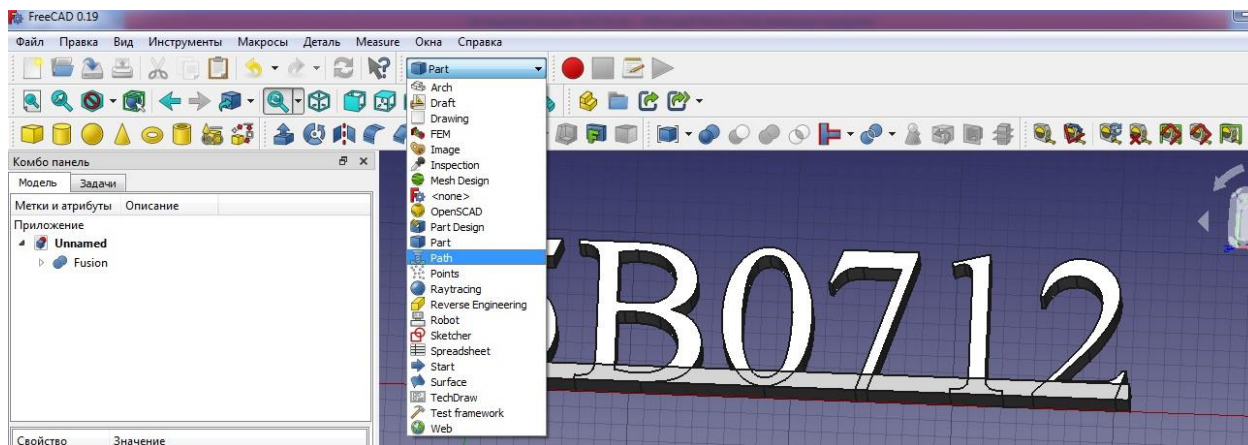 FreeCAD 0.19
Файл Правка Вид Инструменты Макросы Деталь Measure Окна Справка
Part
Arch
Draft
Drawing
FEM
Image
Inspection
Mesh Design
<none>
OpenSCAD
Part Design
Part
Path
Points
Raytracing
Reverse Engineering
Robot
Sketcher
Spreadsheet
Start
Surface
TechDraw
Test framework
Web
Комбо панель
Модель Задачи
Метки и атрибуты Описание
Приложение
Unnamed
Fusion
Свойство Значение
B0712